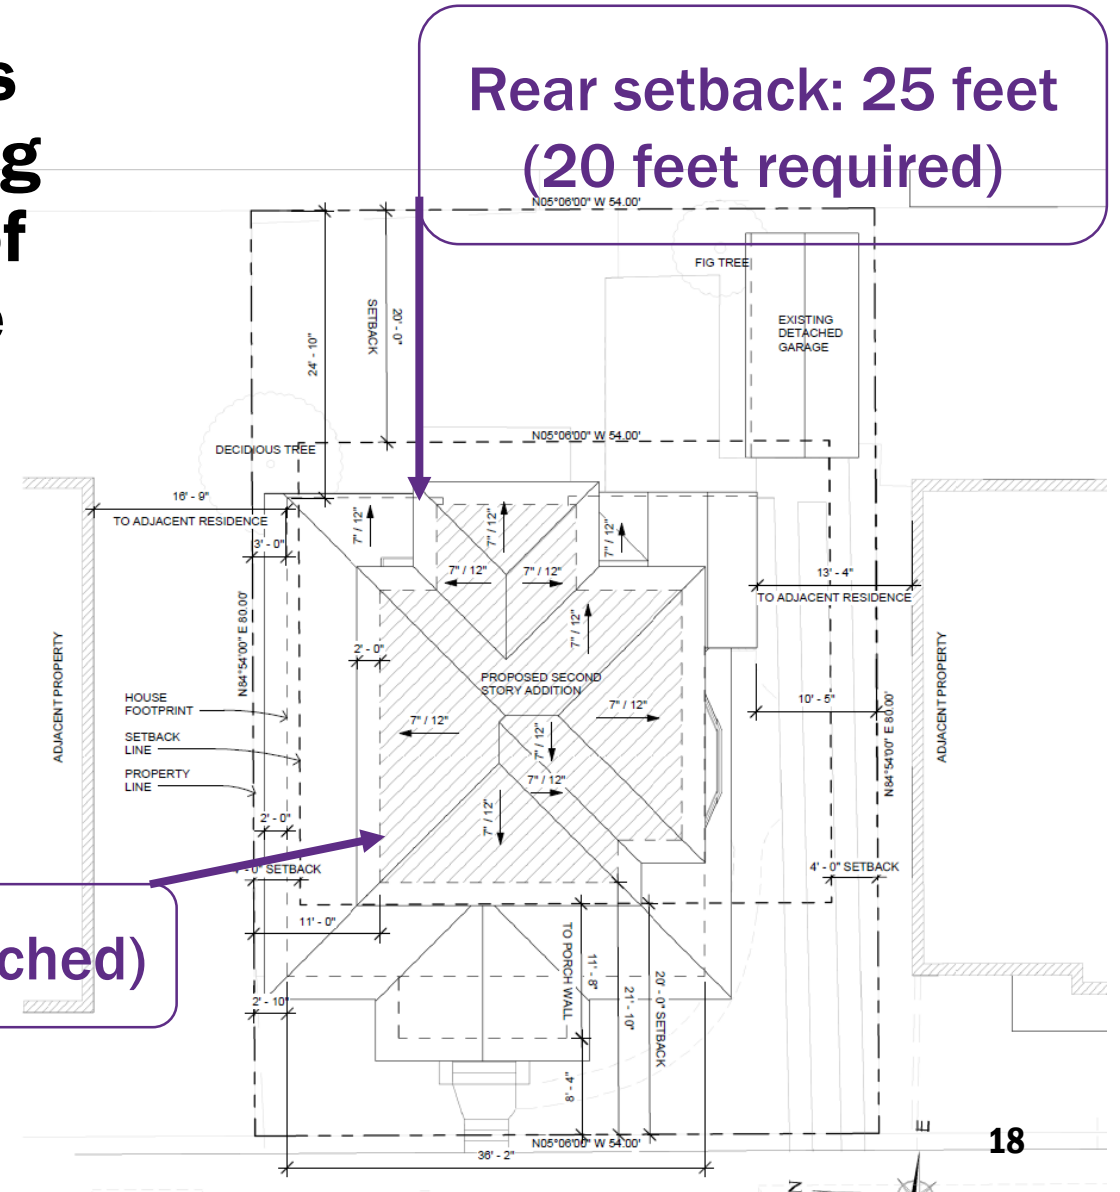 s
g
f
e
Rear setback: 25 feet
(20 feet required)
N05°06'00" W 54.00'
FIG TREE
EXISTING
DETACHED
GARAGE
20' - 0"
SETBACK
24' - 10"
DECIDIOUS TREE
N05°06'00" W 54.00'
16' - 9"
TO ADJACENT RESIDENCE
3' - 0"
7" / 12"
7" / 12"
7" / 12"
7" / 12"
7" / 12"
13' - 4"
TO ADJACENT RESIDENCE
N84°54'00" E 80.00'
7" / 12"
ADJACENT PROPERTY
2' - 0"
PROPOSED SECOND
STORY ADDITION
ADJACENT PROPERTY
HOUSE
FOOTPRINT
SETBACK
LINE
PROPERTY
LINE
7" / 12"
7" / 12"
10' - 5"
N84°54'00" E 80.00'
7" / 12"
7" / 12"
7" / 12"
2' - 0"
0" SETBACK
4' - 0" SETBACK
11' - 0"
ched)
TO PORCH WALL
11' - 8"
21' - 10"
20' - 0" SETBACK
2' - 10"
8' - 4"
N05°06'00" W 54.00'
36' - 2"
E
18
N